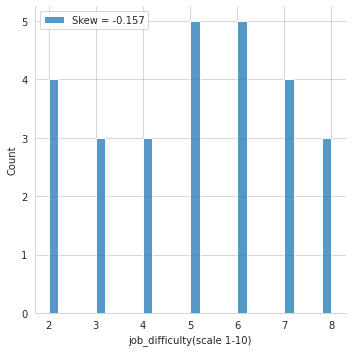 Skew = -0.157
5
4
3
2
1
0
Count
2 3 4 5 6 7 8
job_difficulty(scale 1-10)